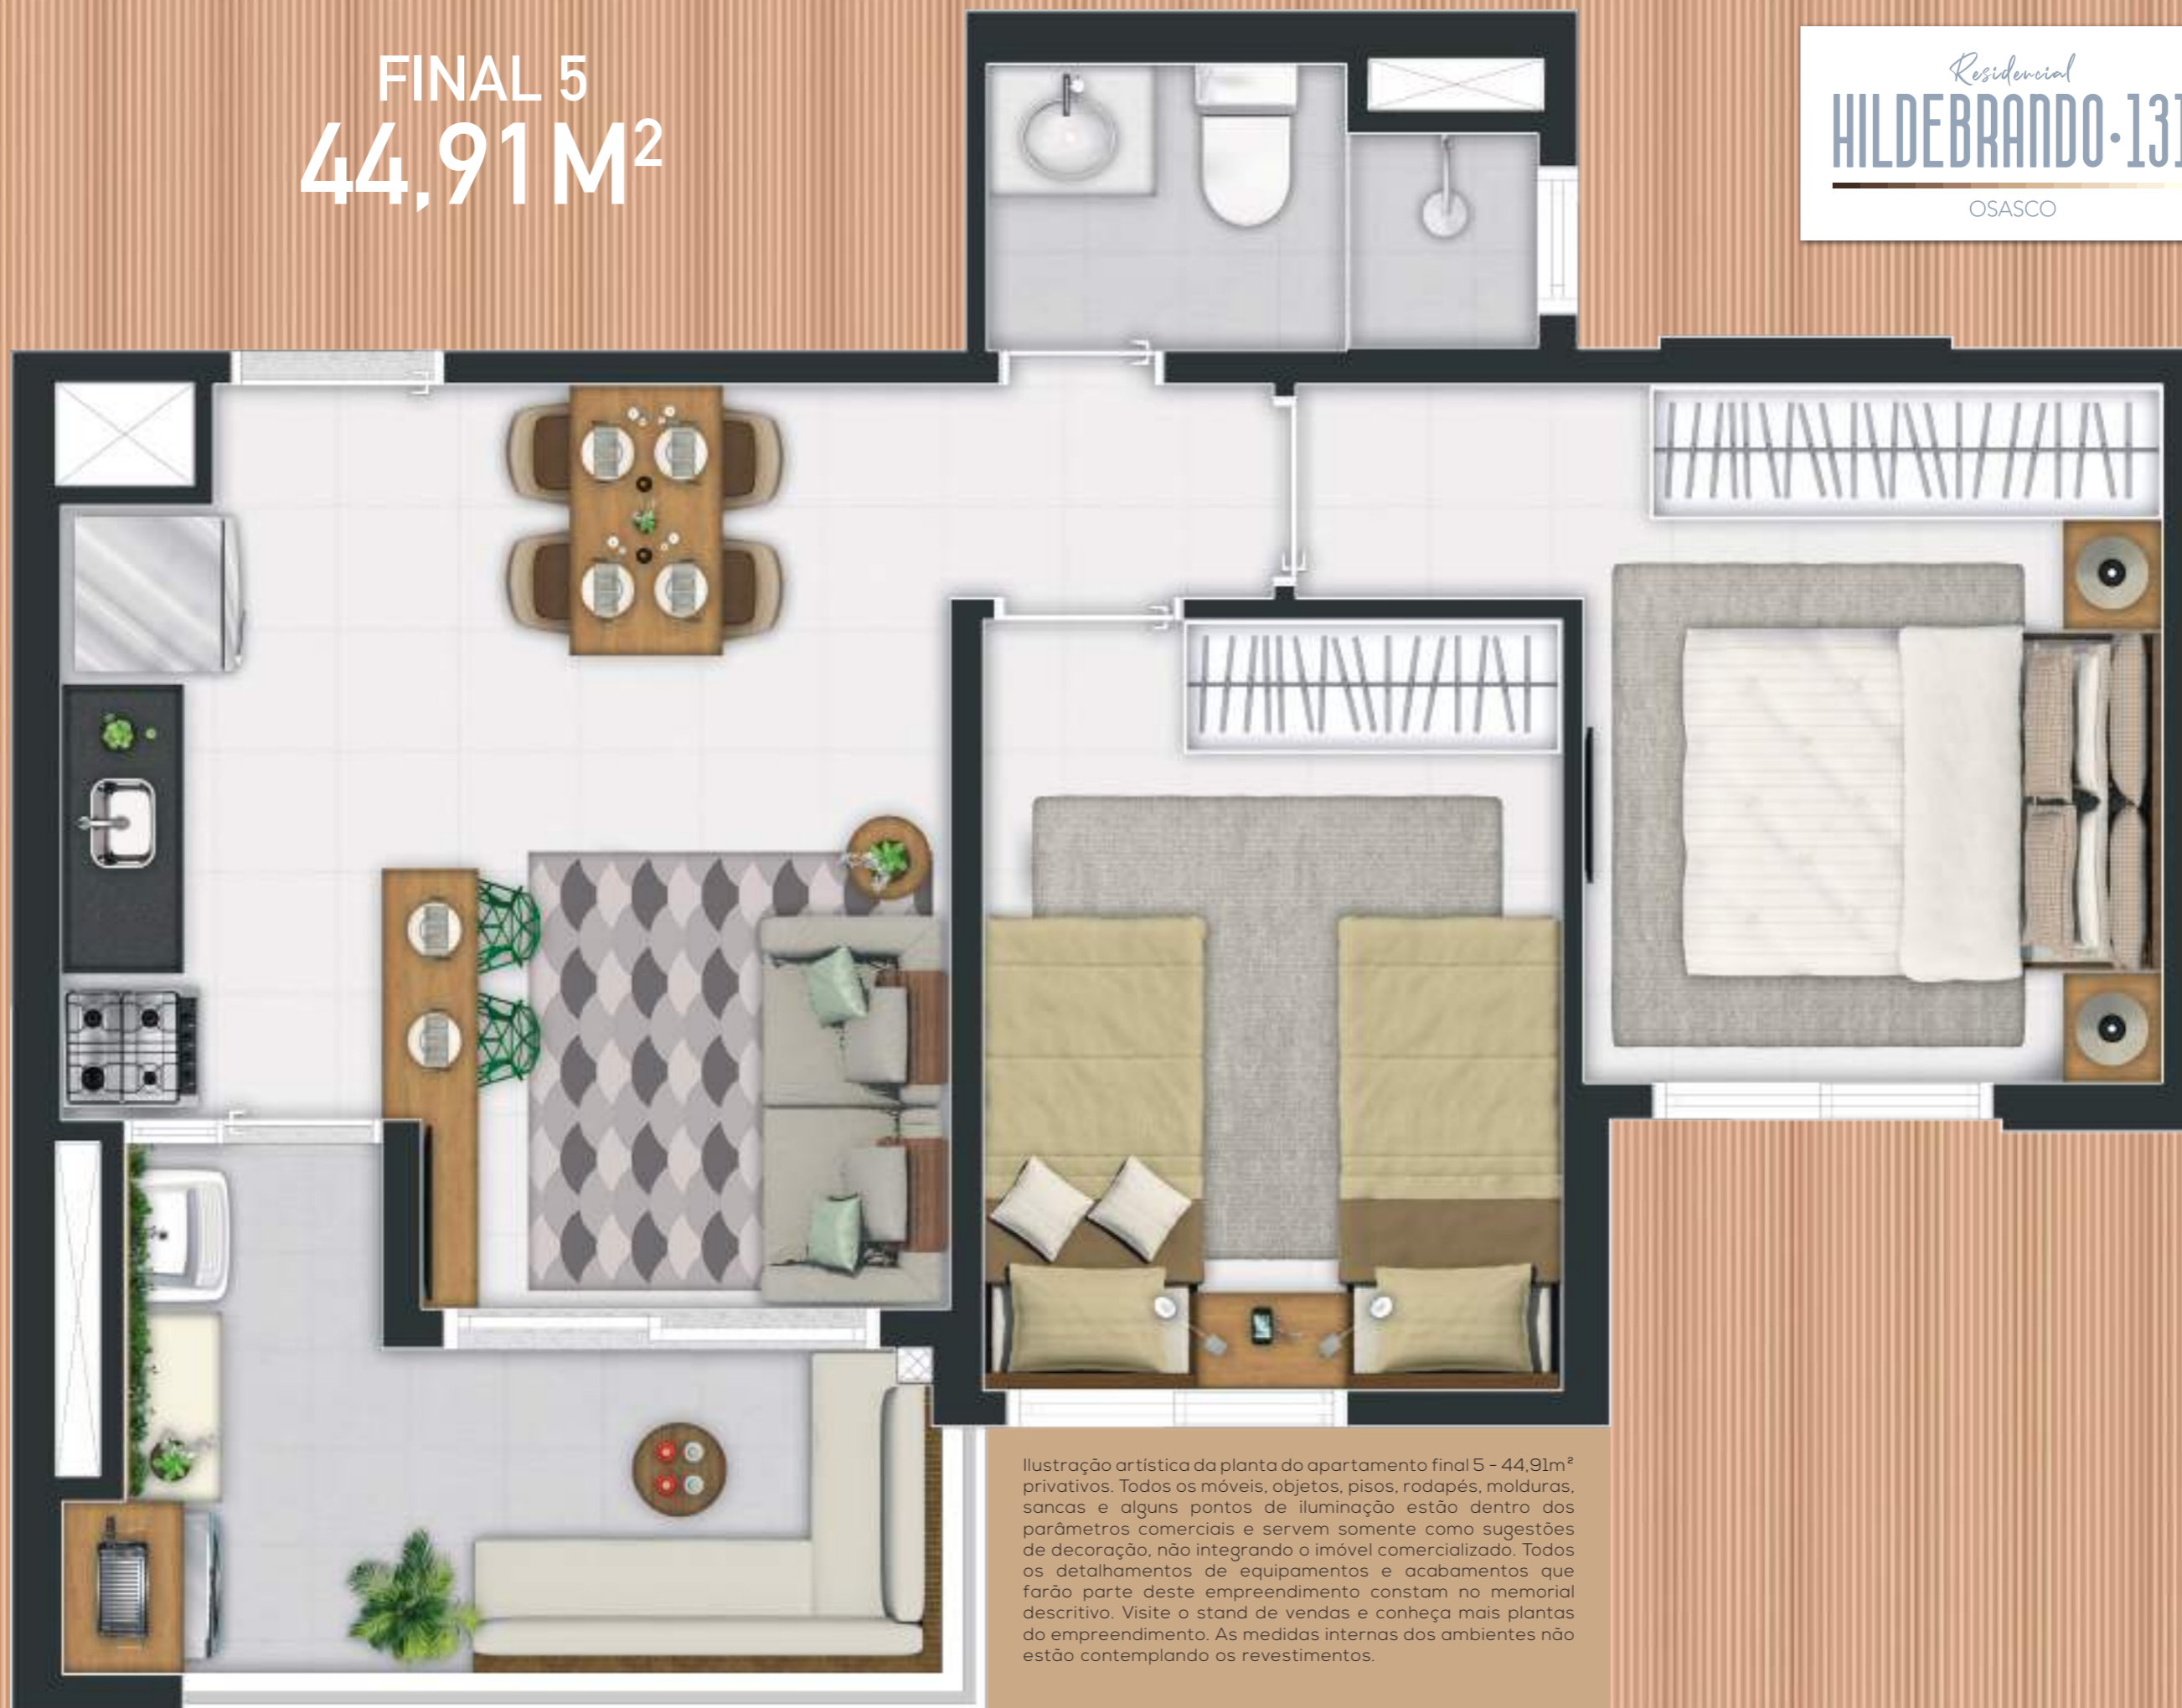 FINAL 5
44,91 M²
Residencial
HILDEBRANDO·131
OSASCO
Ilustração artística da planta do apartamento final 5 - 44,91m²
privativos. Todos os móveis, objetos, pisos, rodapés, molduras,
sancas e alguns pontos de iluminação estão dentro dos
parâmetros comerciais e servem somente como sugestões
de decoração, não integrando o imóvel comercializado. Todos
os detalhamentos de equipamentos e acabamentos que
farão parte deste empreendimento constam no memorial
descritivo. Visite o stand de vendas e conheça mais plantas
do empreendimento. As medidas internas dos ambientes não
estão contemplando os revestimentos.